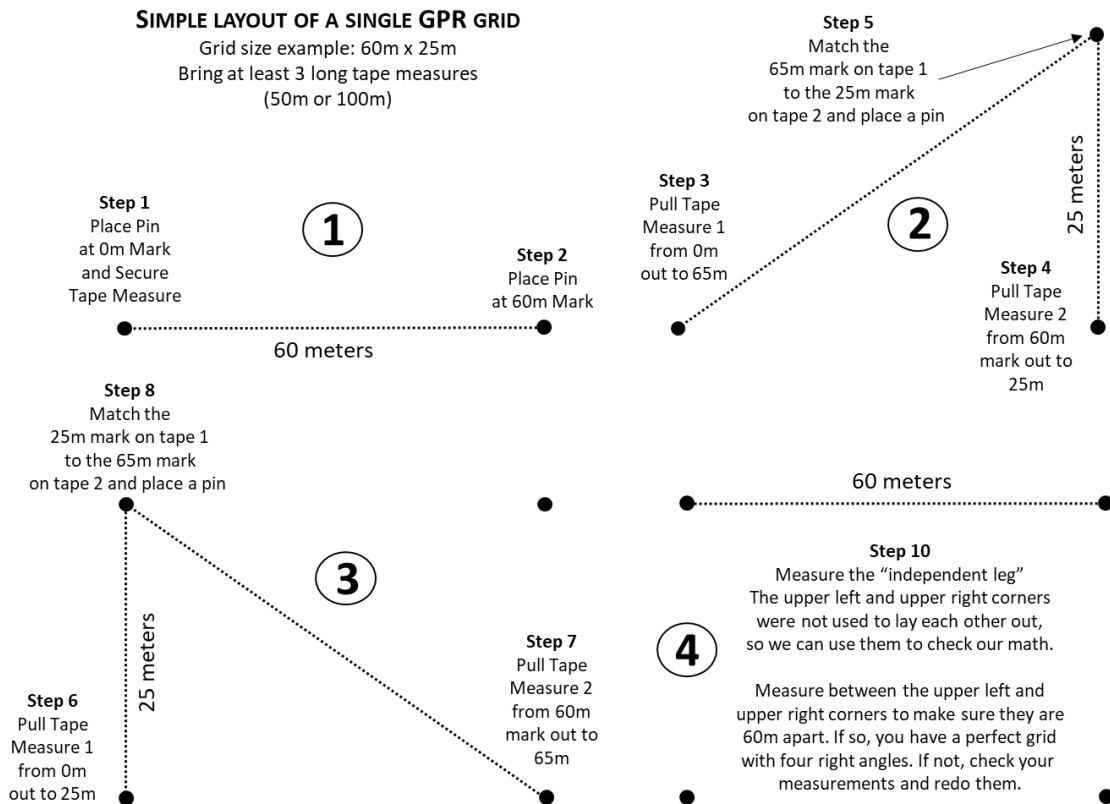 SIMPLE LAYOUT OF A SINGLE GPR GRID
Grid size example: 60m x 25m
Bring at least 3 long tape measures
(50m or 100m)
Step 1
Place Pin
at 0m Mark
and Secure
Tape Measure
1
Step 2
Place Pin
at 60m Mark
60 meters
Step 3
Pull Tape
Measure 1
from 0m
out to 65m
2
Step 4
Pull Tape
Measure 2
from 60m
mark out to
25m
25 meters
Step 5
Match the
65m mark on tape 1
to the 25m mark
on tape 2 and place a pin
Step 6
Pull Tape
Measure 1
from 0m
out to 25m
25 meters
3
Step 7
Pull Tape
Measure 2
from 60m
mark out to
65m
Step 8
Match the
25m mark on tape 1
to the 65m mark
on tape 2 and place a pin
60 meters
4
Step 10
Measure the “independent leg”
The upper left and upper right corners
were not used to lay each other out,
so we can use them to check our math.
Measure between the upper left and
upper right corners to make sure they are
60m apart. If so, you have a perfect grid
with four right angles. If not, check your
measurements and redo them.